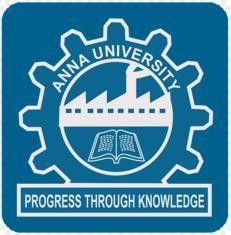 ANNA UNIVERSITY
PROGRESS THROUGH KNOWLEDGE